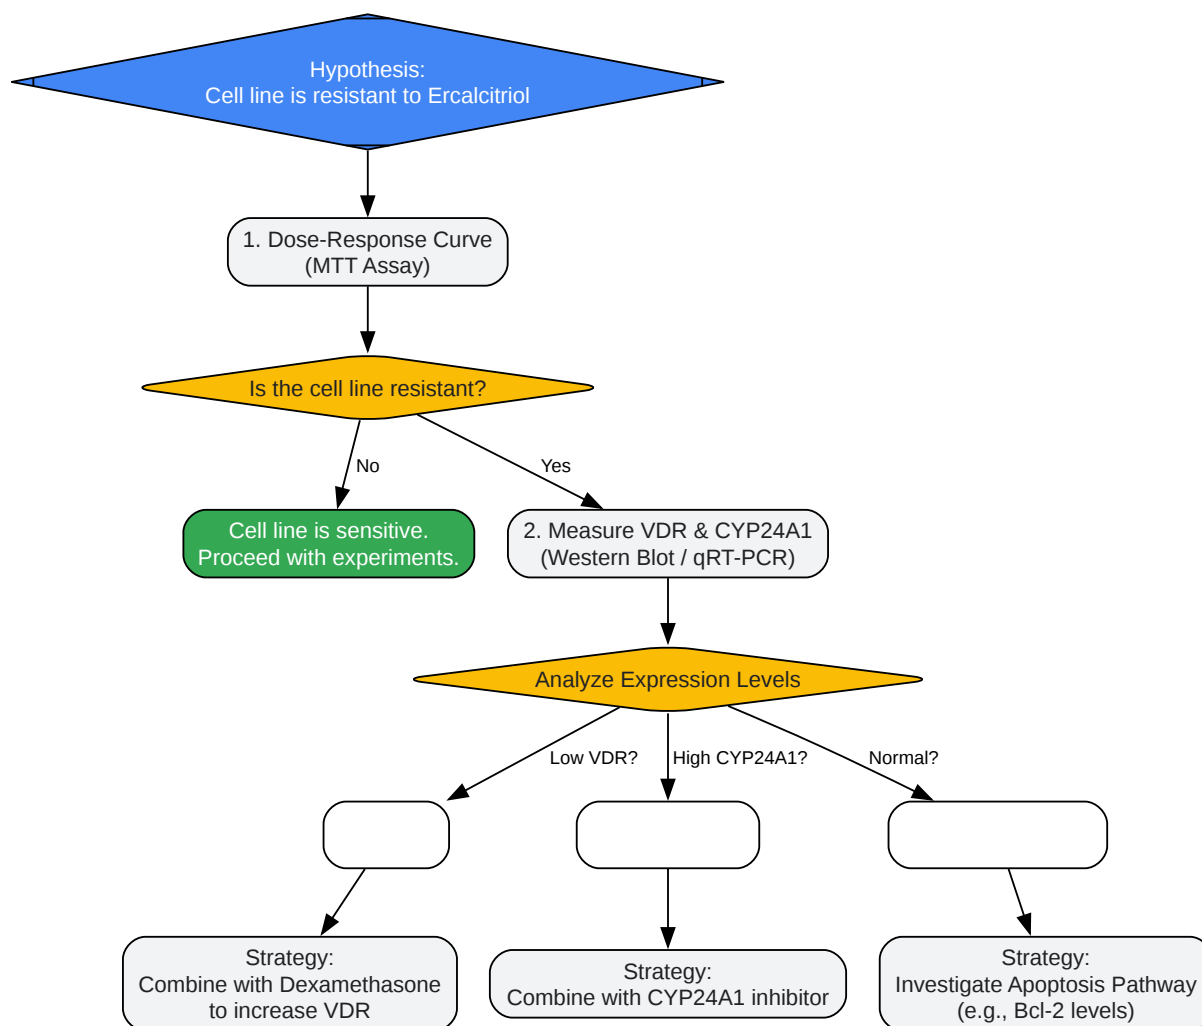 Hypothesis:
Cell line is resistant to Ercalcitriol
1. Dose-Response Curve
(MTT Assay)
Is the cell line resistant?
No
Yes
Cell line is sensitive.
Proceed with experiments.
2. Measure VDR & CYP24A1
(Western Blot / qRT-PCR)
Analyze Expression Levels
Low VDR?
High CYP24A1?
Normal?
Strategy:
Combine with Dexamethasone
to increase VDR
Strategy:
Combine with CYP24A1 inhibitor
Strategy:
Investigate Apoptosis Pathway
(e.g., Bcl-2 levels)